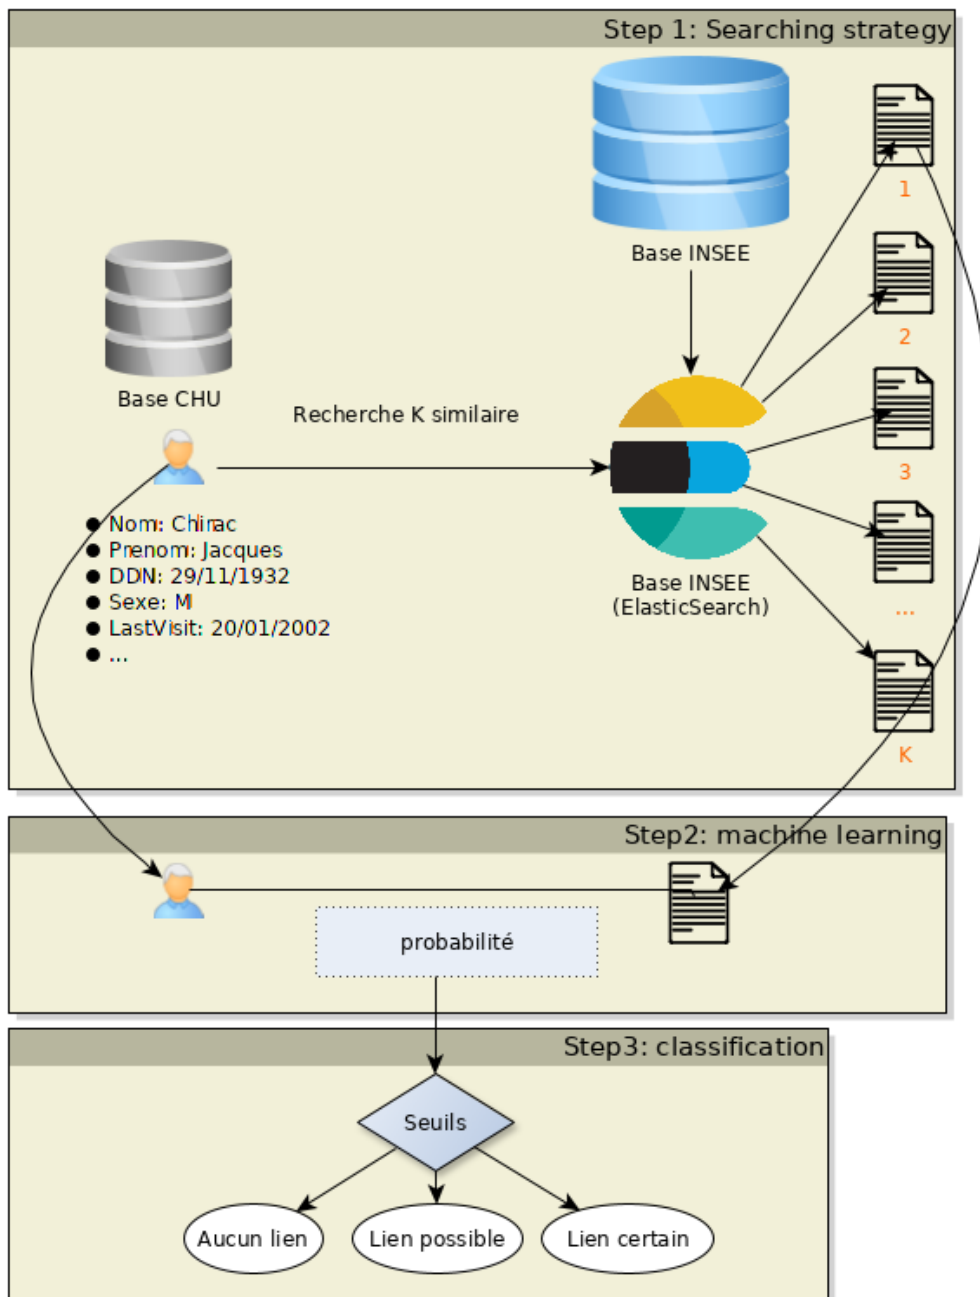 Step 1: Searching strategy
1
Base INSEE
2
Base CHU
Recherche K similaire
3
● Nom: Chirac
● Prenom: Jacques
● DDN: 29/11/1932
● Sexe: M
● LastVisit: 20/01/2002
● ...
Base INSEE
(ElasticSearch)
...
K
Step2: machine learning
probabilité
Step3: classification
Seuils
Aucun lien
Lien possible
Lien certain